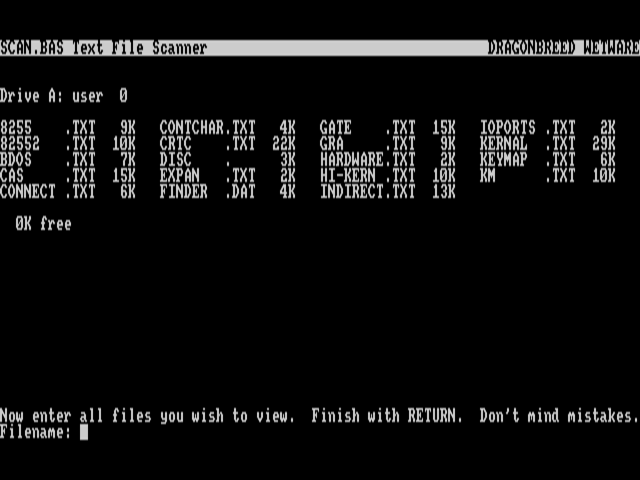 SCAN.BAS Text File Scanner DRAGONBREED WETWARE
Drive A: user 0
8255 .TXT 9K CONTCHAR.TXT 4K GATE .TXT 15K IOPORTS .TXT 2K
82552 .TXT 10K CRTC .TXT 22K GRA .TXT 9K KERNAL .TXT 29K
BDOS .TXT 7K DISC . 3K HARDWARE.TXT 2K KEYMAP .TXT 6K
CAS .TXT 15K EXPAN .TXT 2K HI-KERN .TXT 10K KM .TXT 10K
CONNECT .TXT 6K FINDER .DAT 4K INDIRECT.TXT 13K
0K free
Now enter all files you wish to view. Finish with RETURN. Don't mind mistakes.
Filename: